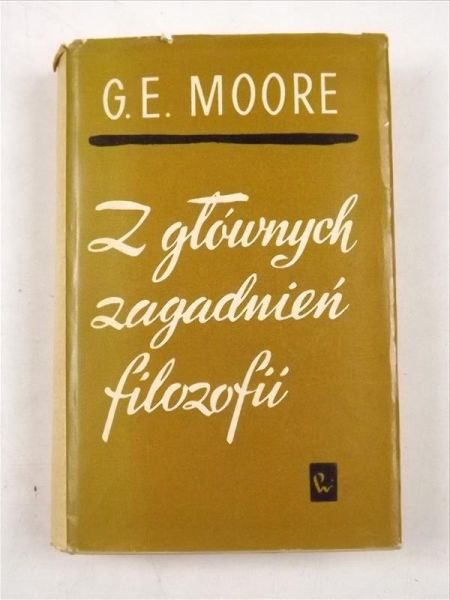 G. E. MOORE
Z głównych
zagadnień
filozofii